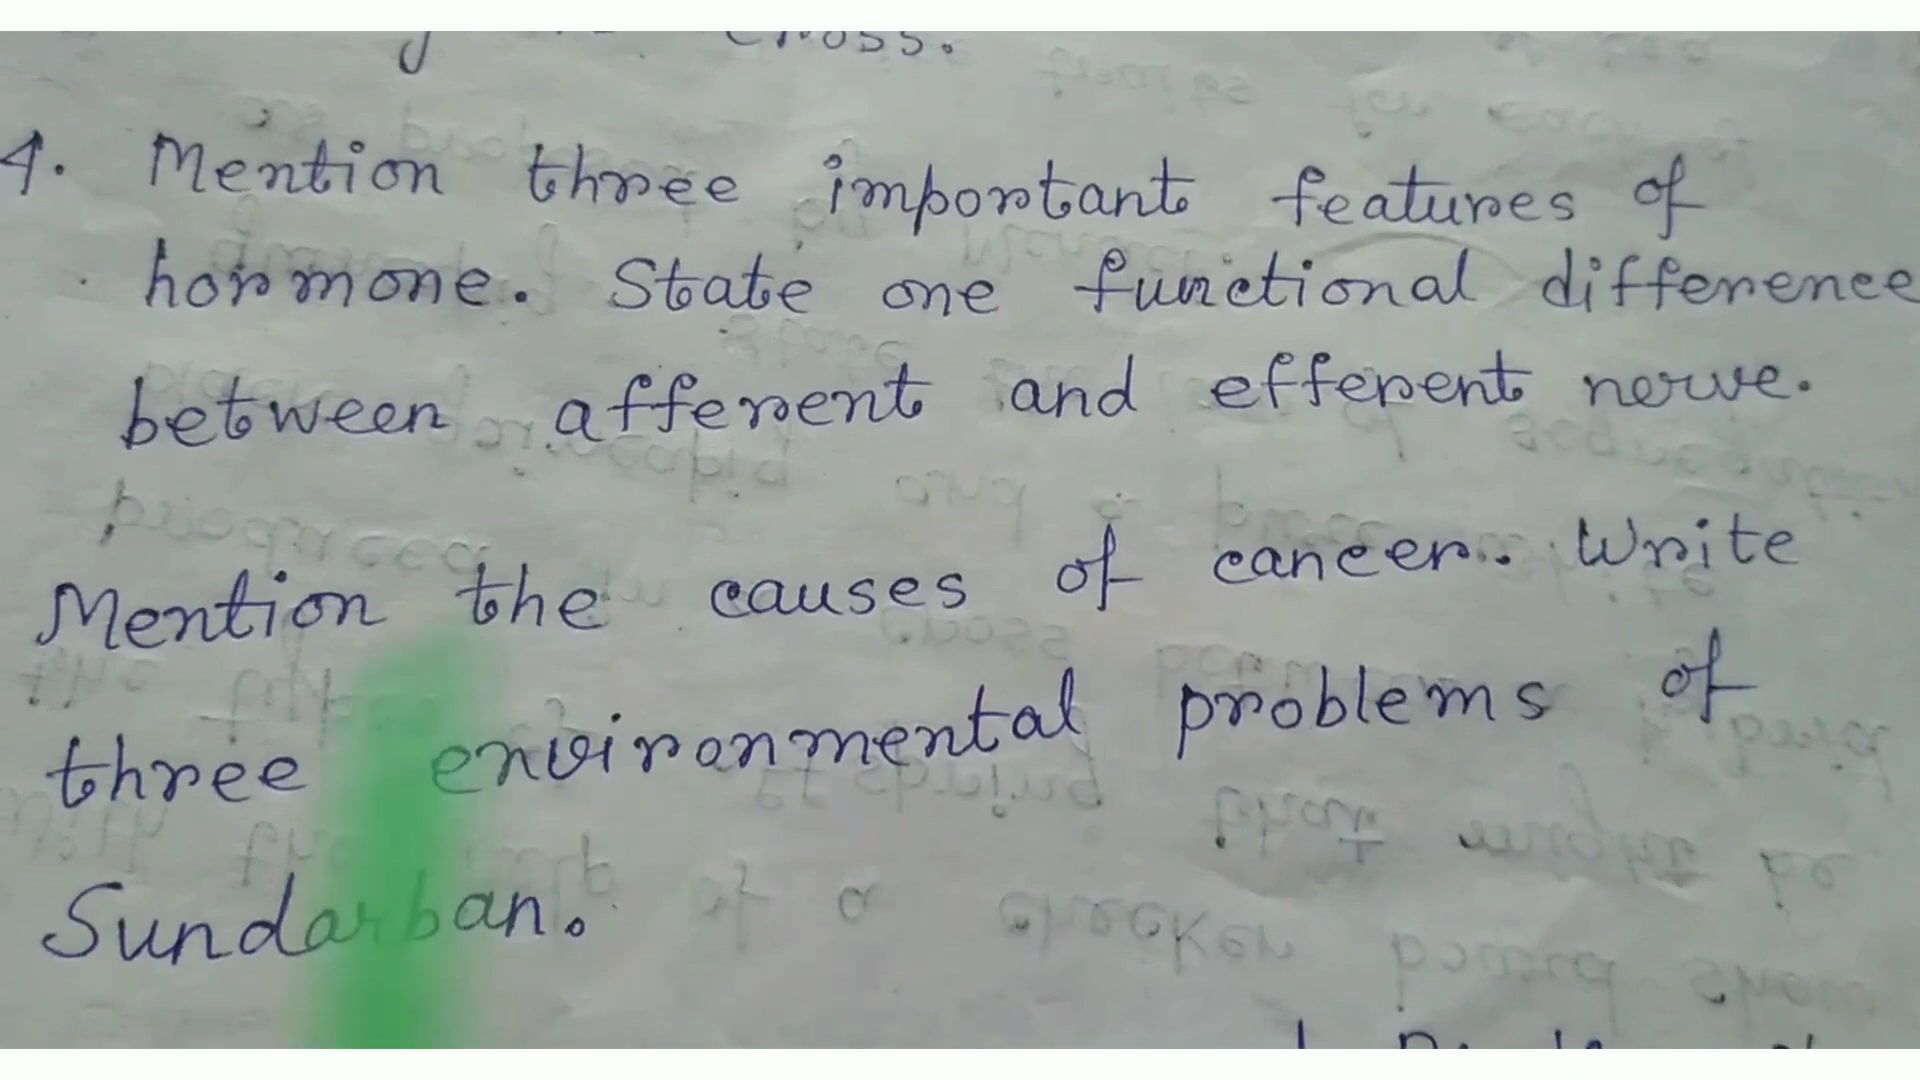 cross.
4. Mention three important features of
hormone. State one functional difference
between afferent and efferent nerve.
Mention the causes of cancer. Write
three environmental problems of
Sundarban.